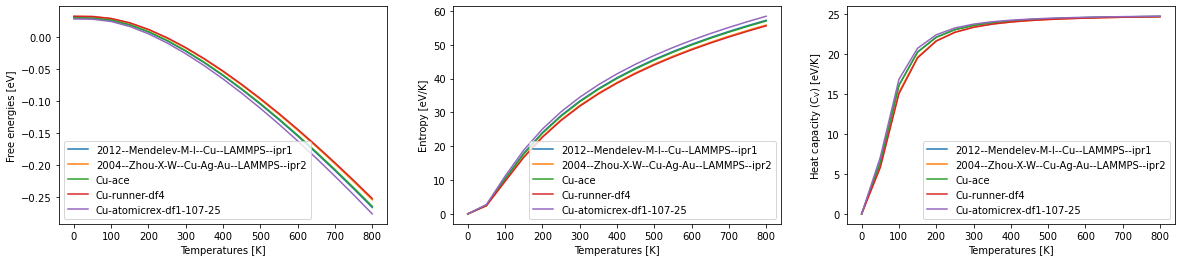 Free energies [eV]
0.00
−0.05
−0.10
−0.15
−0.20
−0.25
2012--Mendelev-M-I--Cu--LAMMPS--ipr1
2004--Zhou-X-W--Cu-Ag-Au--LAMMPS--ipr2
Cu-ace
Cu-runner-df4
Cu-atomicrex-df1-107-25
0 100 200 300 400 500 600 700 800
Temperatures [K]
Entropy [eV/K]
60
50
40
30
20
10
0
2012--Mendelev-M-I--Cu--LAMMPS--ipr1
2004--Zhou-X-W--Cu-Ag-Au--LAMMPS--ipr2
Cu-ace
Cu-runner-df4
Cu-atomicrex-df1-107-25
0 100 200 300 400 500 600 700 800
Temperatures [K]
Heat capacity (C_V) [eV/K]
25
20
15
10
5
0
2012--Mendelev-M-I--Cu--LAMMPS--ipr1
2004--Zhou-X-W--Cu-Ag-Au--LAMMPS--ipr2
Cu-ace
Cu-runner-df4
Cu-atomicrex-df1-107-25
0 100 200 300 400 500 600 700 800
Temperatures [K]